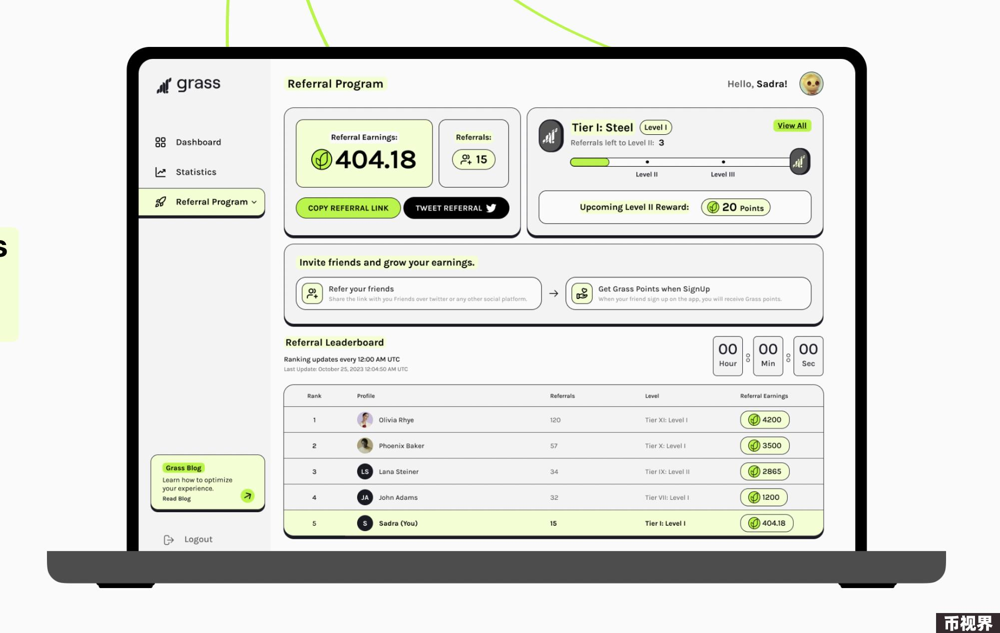 s
grass
Dashboard
Statistics
Referral Program
Grass Blog
Learn how to optimize
your experience.
Read Blog
Logout
Referral Program
Hello, Sadra!
Referral Earnings:
404.18
Referrals:
15
COPY REFERRAL LINK
TWEET REFERRAL
Tier I: Steel
Level I
View All
Referrals left to Level II: 3
Level II
Level III
Upcoming Level II Reward:
20 Points
Invite friends and grow your earnings.
Refer your friends
Share the link with you Friends over twitter or any other social platform.
Get Grass Points when SignUp
When your friend sign up on the app, you will receive Grass points.
Referral Leaderboard
Ranking updates every 12:00 AM UTC
Last Update: October 25, 2023 12:04:50 AM UTC
00 : 00 : 00
Hour Min Sec
Rank Profile Referrals Level Referral Earnings
1 Olivia Rhye 120 Tier XI: Level I 4200
2 Phoenix Baker 57 Tier X: Level I 3500
3 LS Lana Steiner 34 Tier IX: Level II 2865
4 JA John Adams 32 Tier VII: Level I 1200
5 S Sadra (You) 15 Tier I: Level I 404.18
币视界